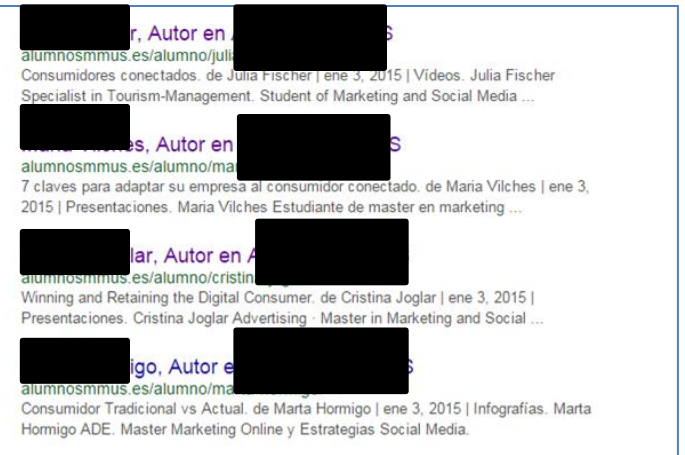 r, Autor en S
alumnosmmus.es/alumno/juli
Consumidores conectados. de Julia Fischer | ene 3, 2015 | Vídeos. Julia Fischer
Specialist in Tourism-Management. Student of Marketing and Social Media ...
es, Autor en S
alumnosmmus.es/alumno/ma
7 claves para adaptar su empresa al consumidor conectado. de Maria Vilches | ene 3,
2015 | Presentaciones. Maria Vilches Estudiante de master en marketing ...
lar, Autor en A
alumnosmmus.es/alumno/cristin
Winning and Retaining the Digital Consumer. de Cristina Joglar | ene 3, 2015 |
Presentaciones. Cristina Joglar Advertising · Master in Marketing and Social ...
igo, Autor e S
alumnosmmus.es/alumno/ma
Consumidor Tradicional vs Actual. de Marta Hormigo | ene 3, 2015 | Infografías. Marta
Hormigo ADE. Master Marketing Online y Estrategias Social Media.